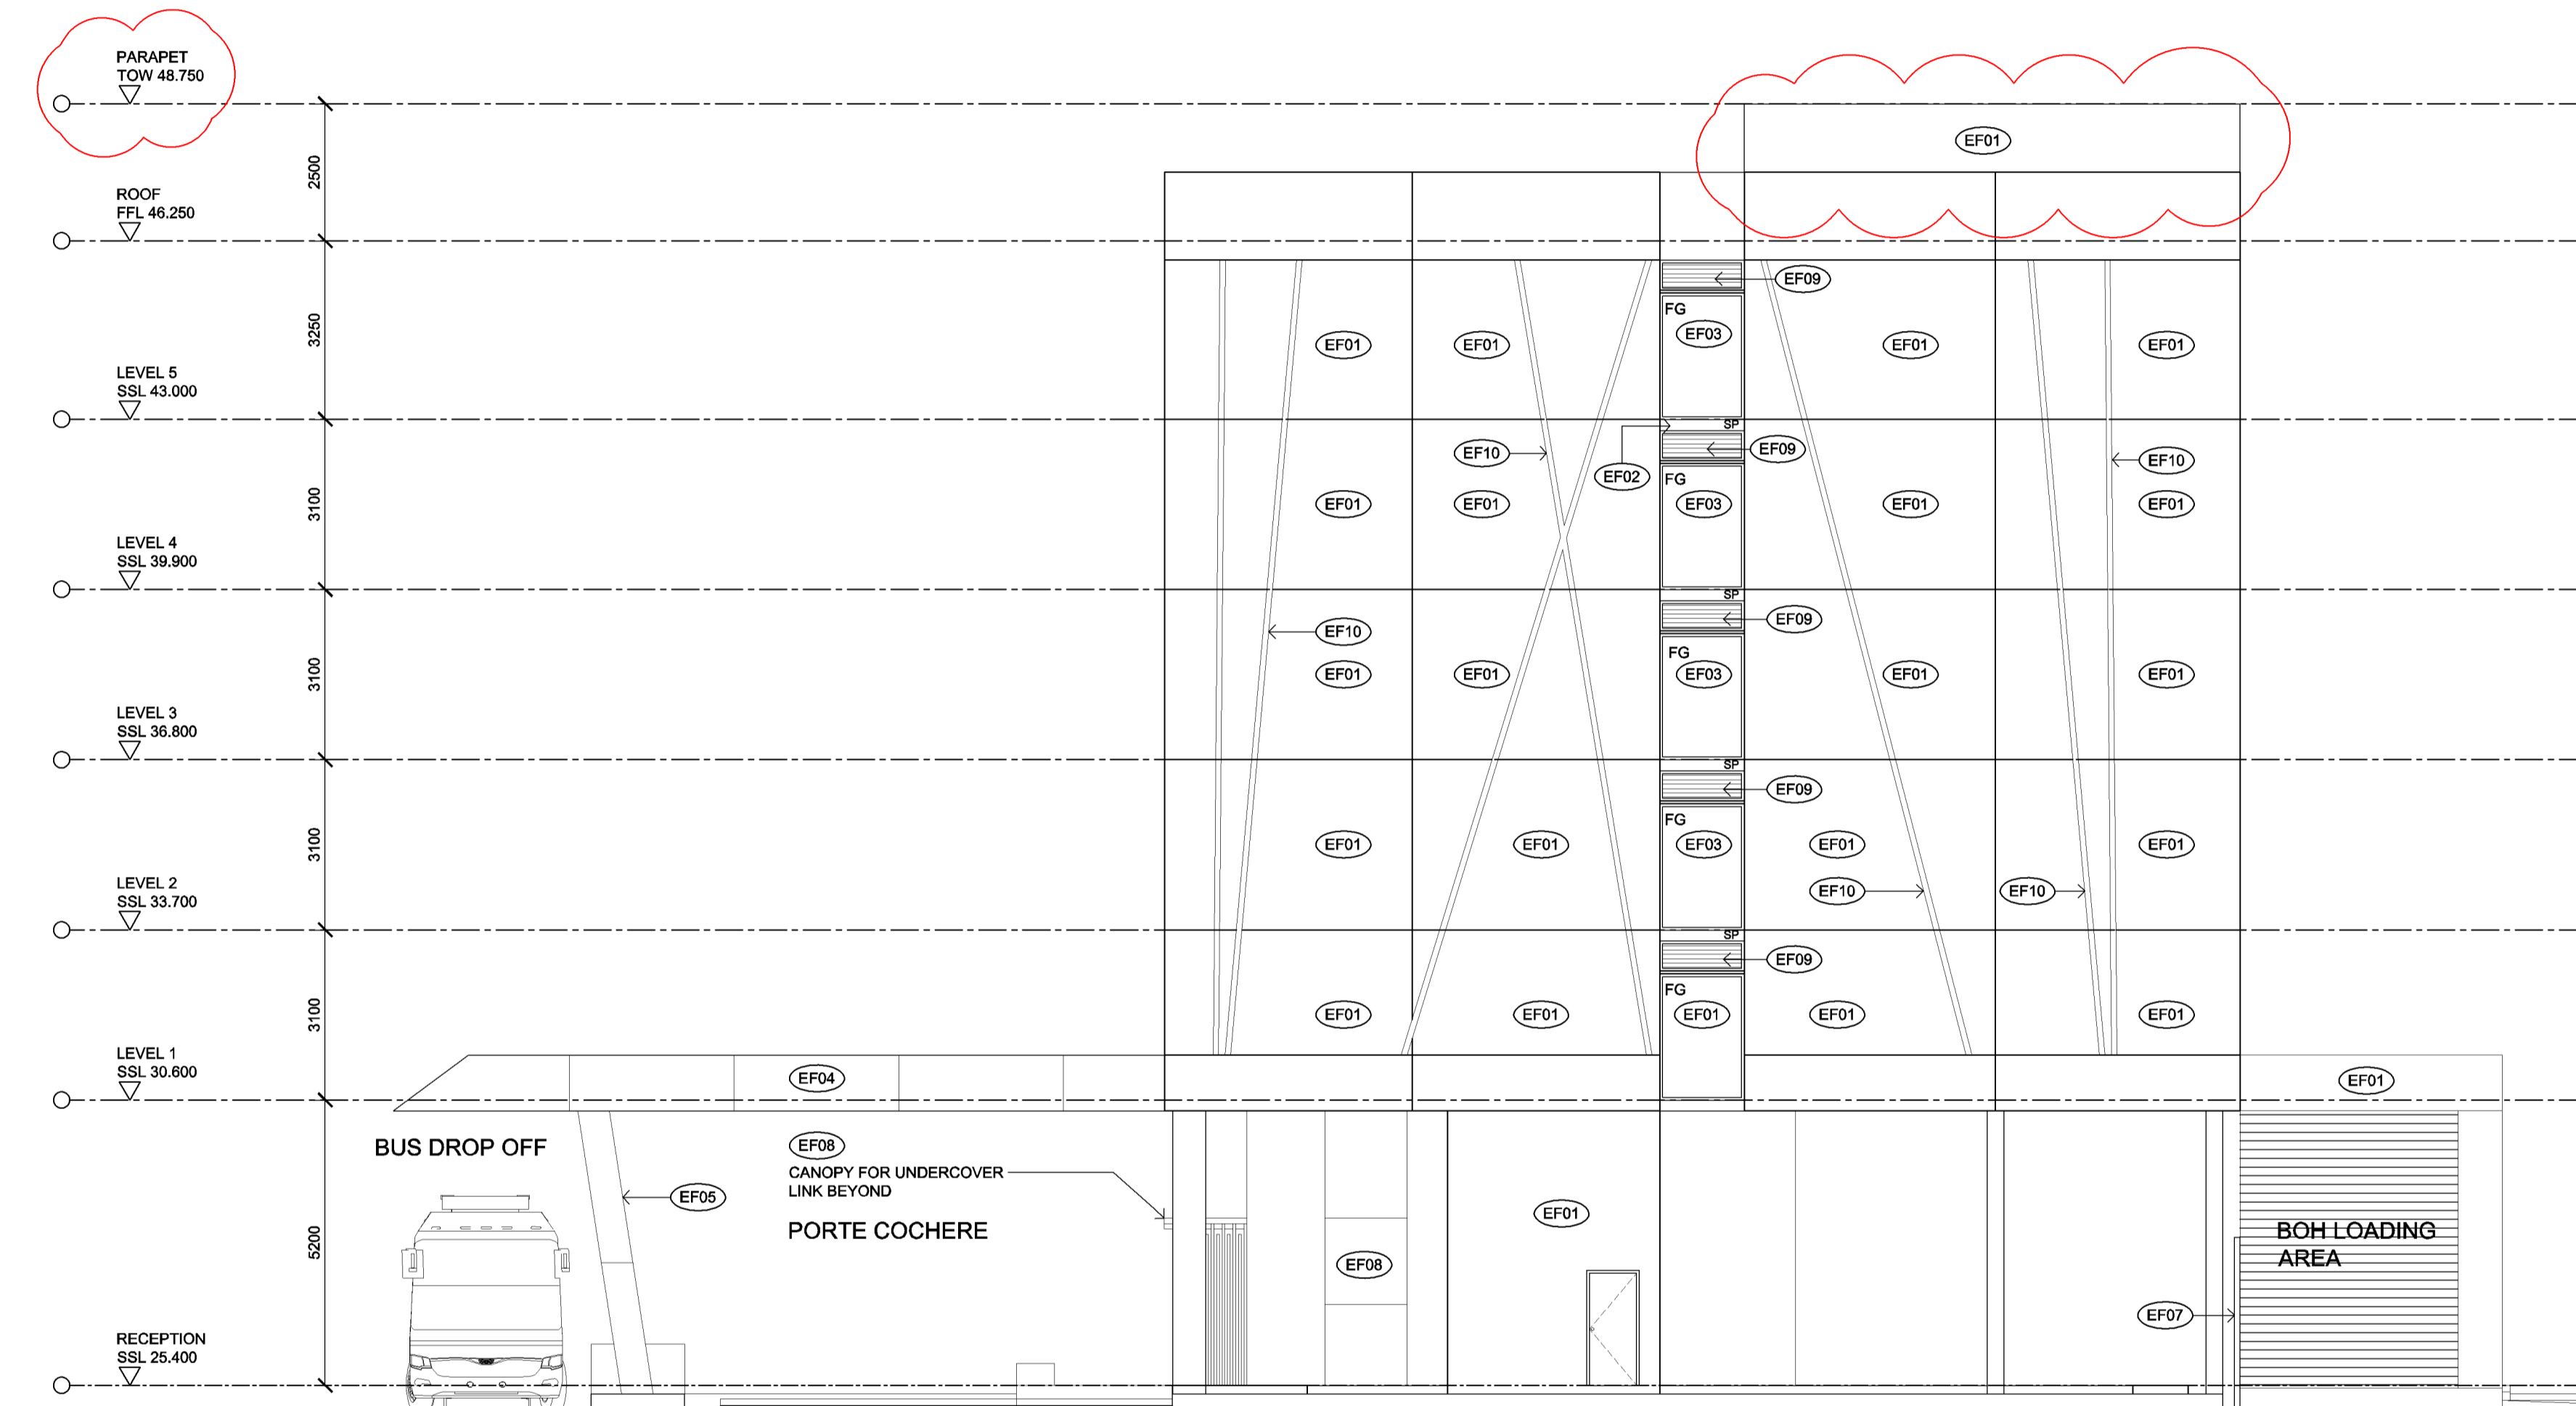 PARAPET
TOW 48.750
EF01
2500
ROOF
FFL 46.250
EF09
3250
FG
EF03
EF01
EF01
EF01
EF01
LEVEL 5
SSL 43.000
SP
EF10
EF02
EF09
EF10
3100
FG
EF03
EF01
EF01
EF01
EF01
LEVEL 4
SSL 39.900
SP
EF09
EF10
3100
FG
EF01
EF01
EF03
EF01
EF01
LEVEL 3
SSL 36.800
SP
EF09
3100
FG
EF01
EF01
EF03
EF01
EF01
LEVEL 2
SSL 33.700
EF10
EF10
SP
EF09
3100
FG
EF01
EF01
EF01
EF01
EF01
LEVEL 1
SSL 30.600
EF04
EF01
BUS DROP OFF
EF08
CANOPY FOR UNDERCOVER
LINK BEYOND
EF05
PORTE COCHERE
EF01
5200
EF08
BOH LOADING
AREA
EF07
RECEPTION
SSL 25.400